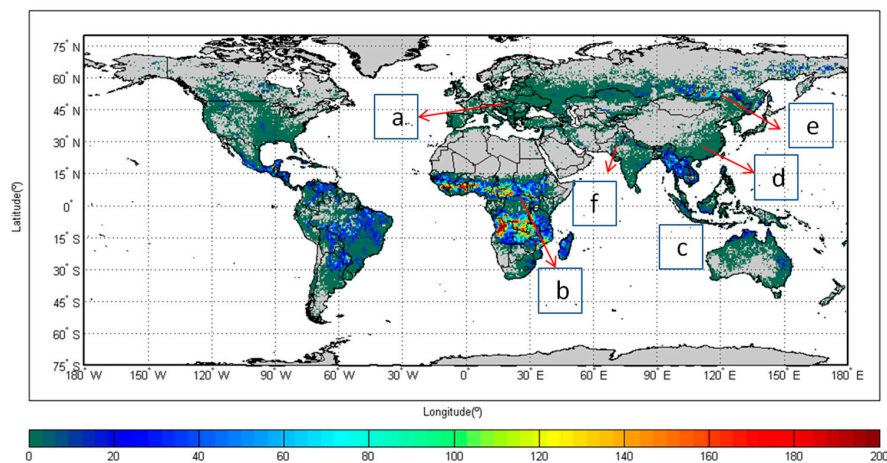 75° N
60° N
45° N
30° N
15° N
0°
15° S
30° S
45° S
60° S
75° S
Latitude(º)
a
b
c
d
e
f
180° W 150° W 120° W 90° W 60° W 30° W 0° 30° E 60° E 90° E 120° E 150° E 180° E
Longitude(º)
0 20 40 60 80 100 120 140 160 180 200